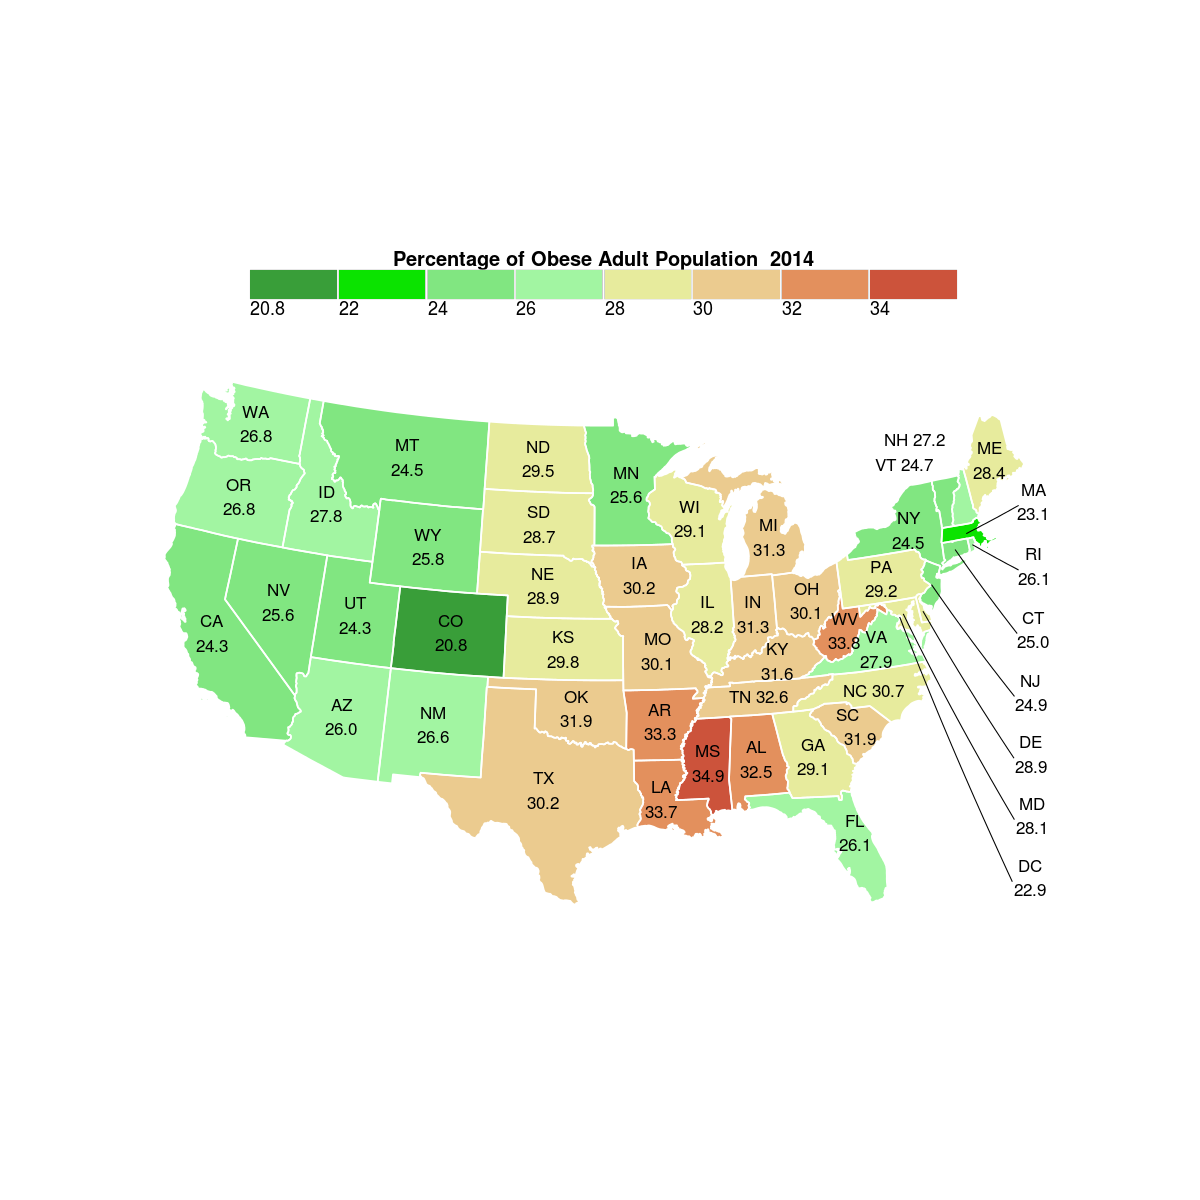 Percentage of Obese Adult Population  2014
20.8 22 24 26 28 30 32 34
WA
26.8
MT
24.5
ND
29.5
MN
25.6
NH 27.2
VT 24.7
ME
28.4
OR
26.8
ID
27.8
WY
25.8
SD
28.7
WI
29.1
MI
31.3
NY
24.5
MA
23.1
RI
26.1
CT
25.0
NJ
24.9
DE
28.9
MD
28.1
DC
22.9
CA
24.3
NV
25.6
UT
24.3
CO
20.8
NE
28.9
KS
29.8
IA
30.2
MO
30.1
IL
28.2
IN
31.3
OH
30.1
PA
29.2
WV
33.8
VA
27.9
KY
31.6
AZ
26.0
NM
26.6
OK
31.9
AR
33.3
TN 32.6
NC 30.7
SC
31.9
TX
30.2
LA
33.7
MS
34.9
AL
32.5
GA
29.1
FL
26.1